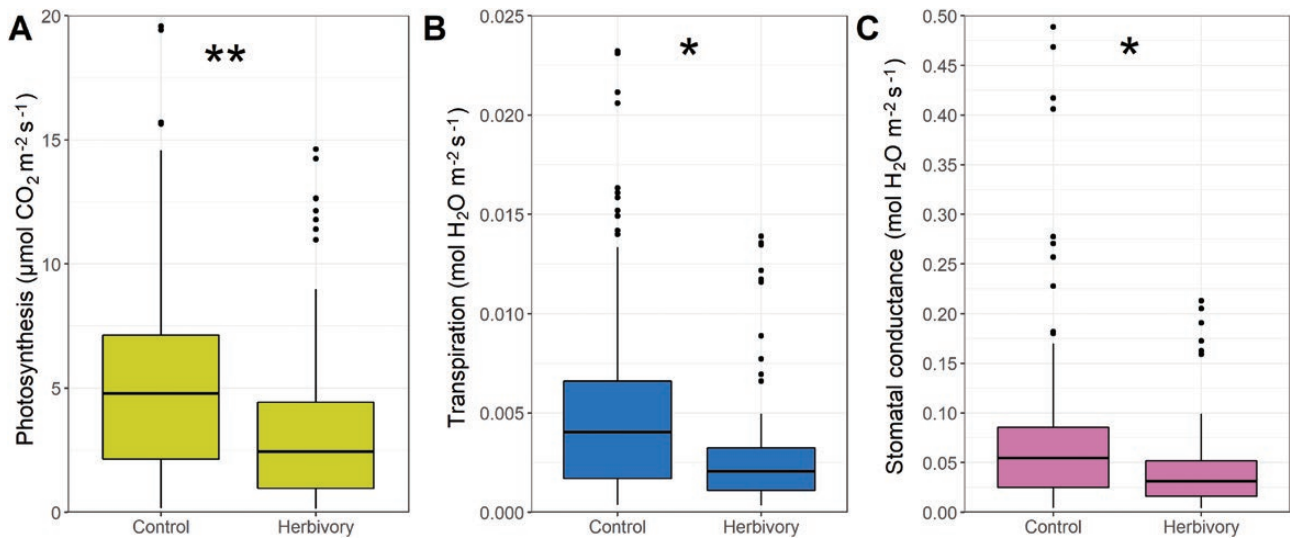 A
**
Photosynthesis (µmol CO₂ m⁻² s⁻¹)
20
15
10
5
0
Control Herbivory
B
*
Transpiration (mol H₂O m⁻² s⁻¹)
0.025
0.020
0.015
0.010
0.005
0.000
Control Herbivory
C
*
Stomatal conductance (mol H₂O m⁻² s⁻¹)
0.50
0.45
0.40
0.35
0.30
0.25
0.20
0.15
0.10
0.05
0.00
Control Herbivory